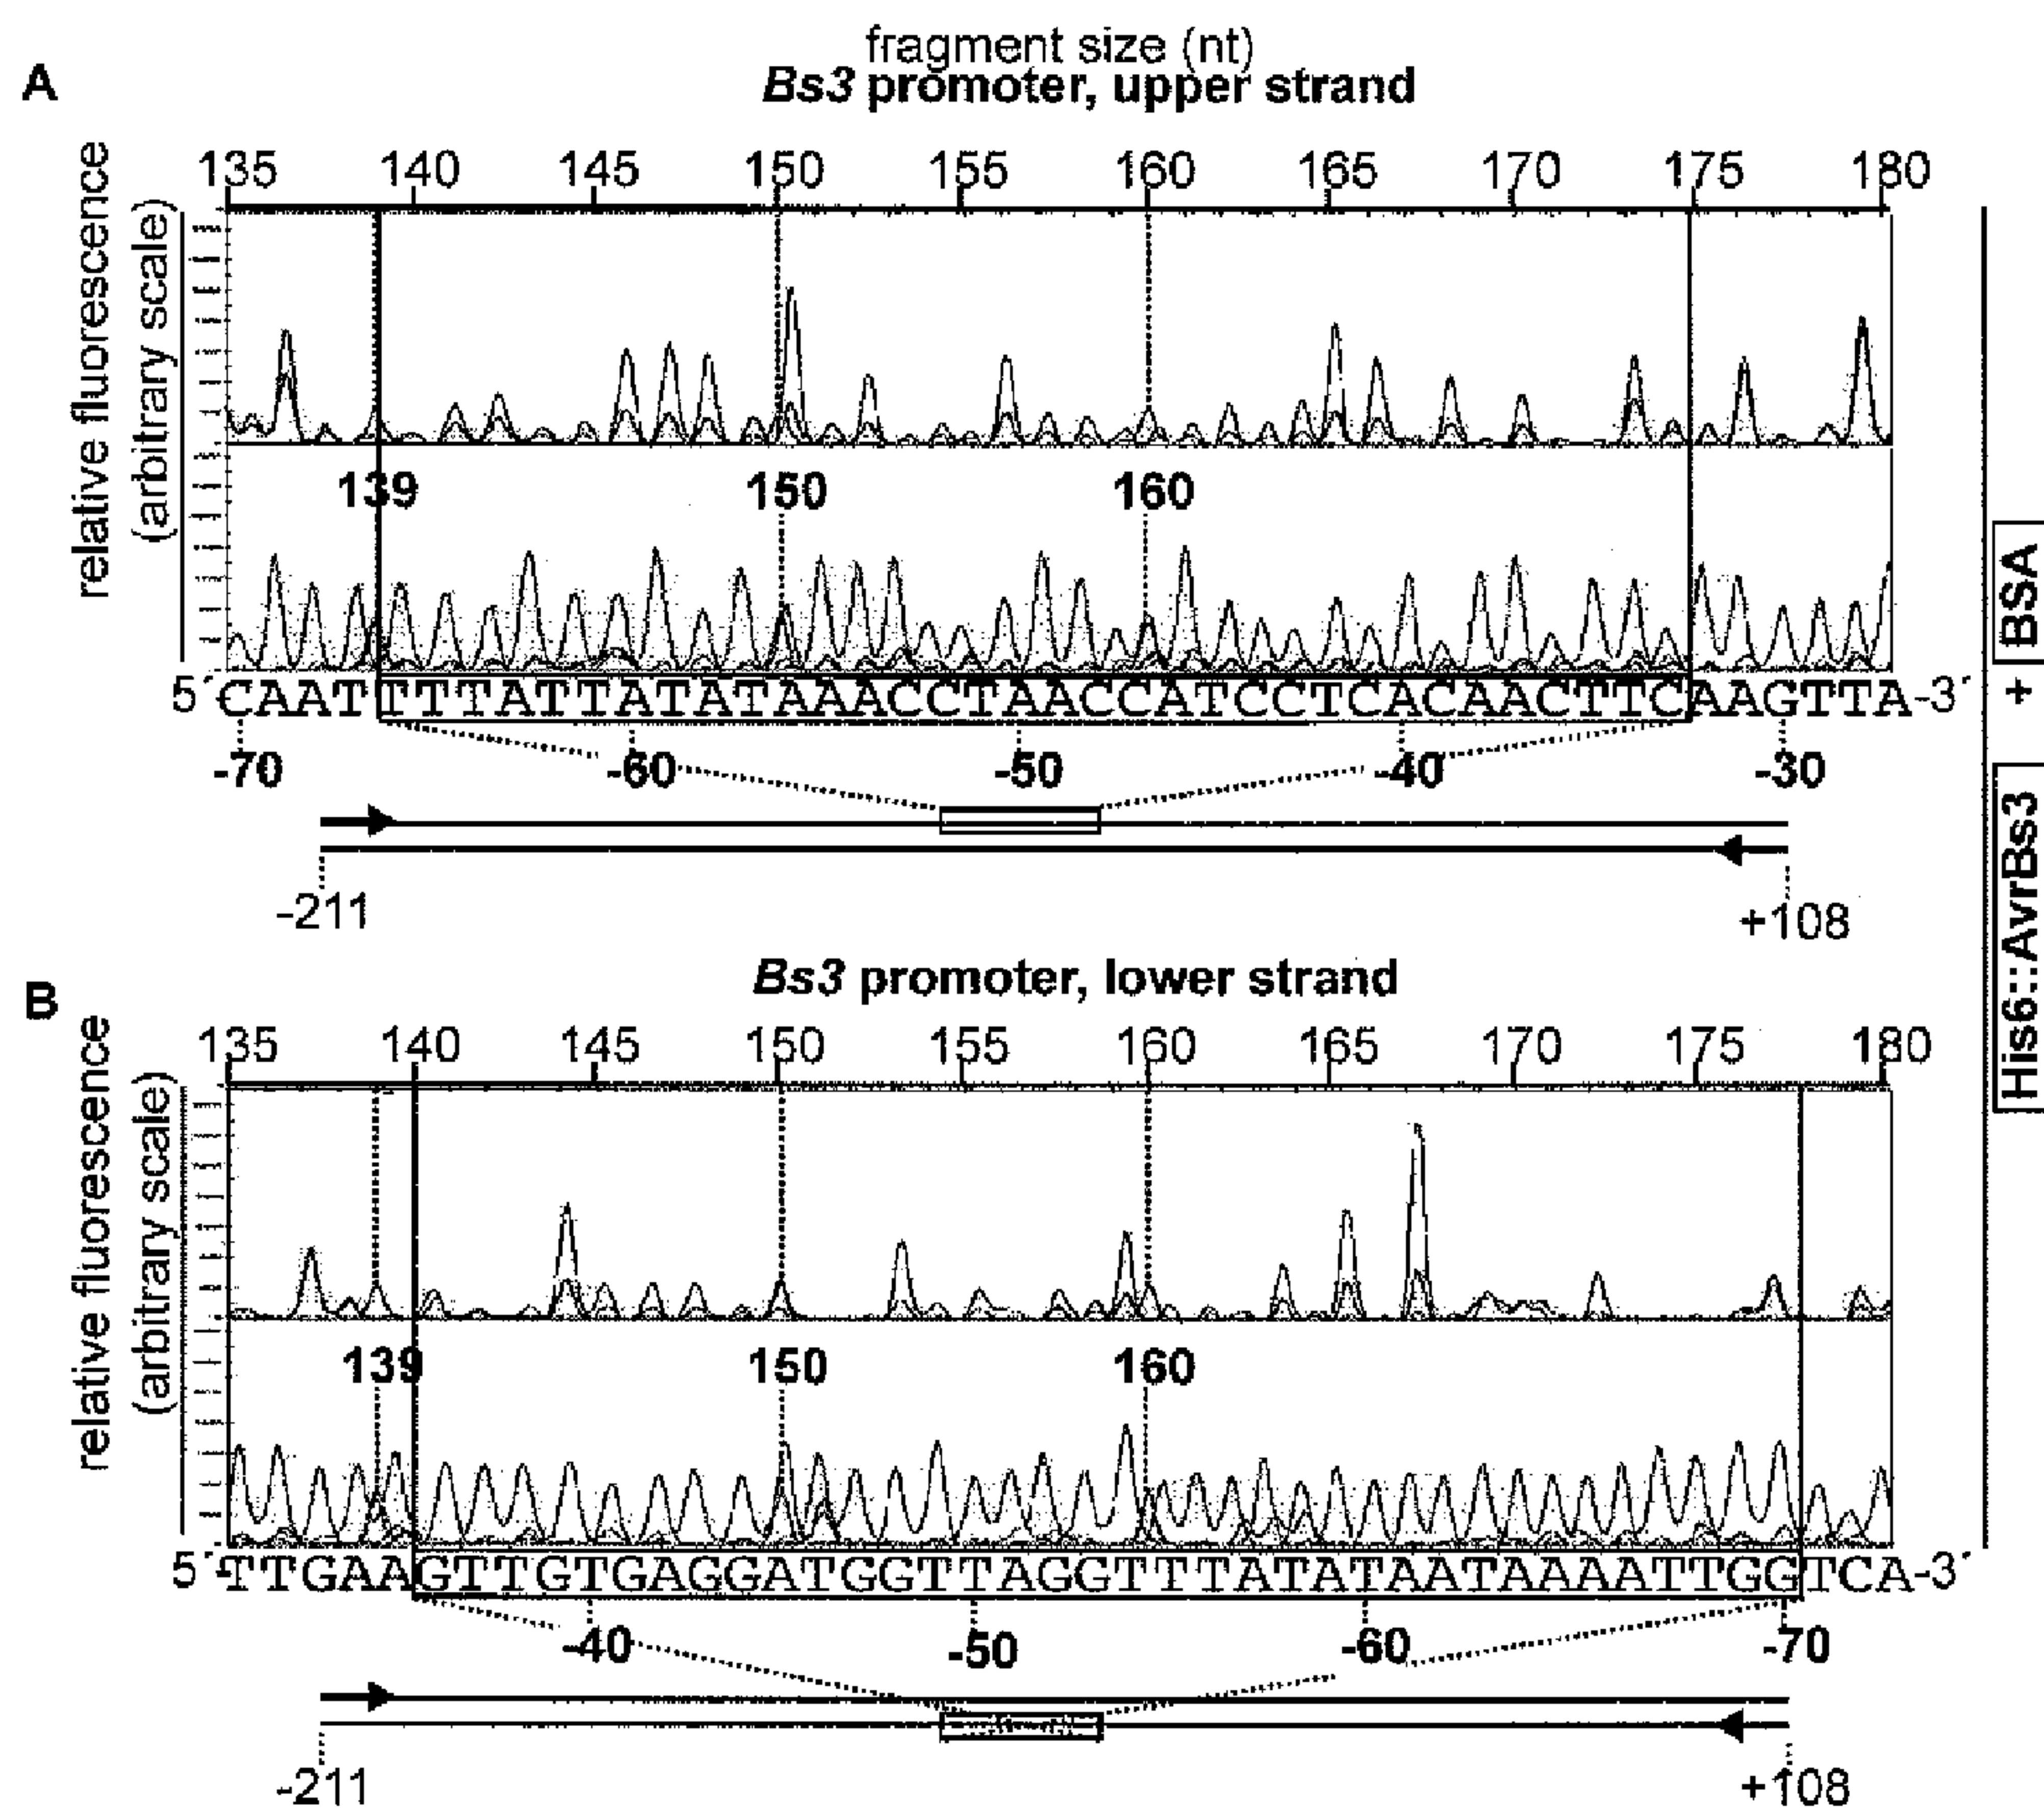 fragment size (nt)
A
Bs3 promoter, upper strand
135 140 145 150 155 160 165 170 175 180
relative fluorescence
(arbitrary scale)
139 150 160
5´CAATTTTATTATATAAACCTAACCATCCTCACAACTTCAAGTTA-3´
-70 -60 -50 -40 -30
-211 +108
His6::AvrBs3 + BSA
B
Bs3 promoter, lower strand
135 140 145 150 155 160 165 170 175 180
relative fluorescence
(arbitrary scale)
139 150 160
5´TTGAAGTTGTGAGGATGGTTAGGTTTATATAATAAAATTGGTCA-3´
-40 -50 -60 -70
-211 +108